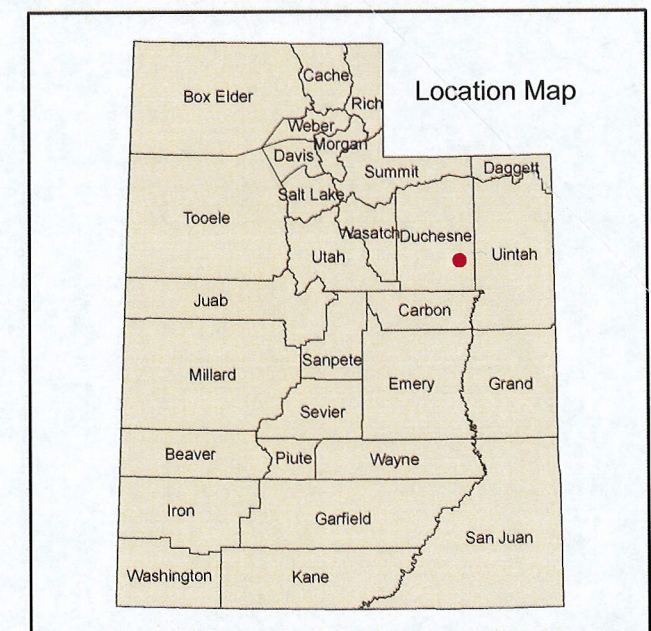 Location Map
Cache
Box Elder
Rich
Weber
Morgan
Davis
Daggett
Summit
Salt Lake
Tooele
Wasatch
Duchesne
Uintah
Utah
Juab
Carbon
Sanpete
Millard
Emery
Grand
Sevier
Beaver
Piute
Wayne
Iron
Garfield
San Juan
Washington
Kane